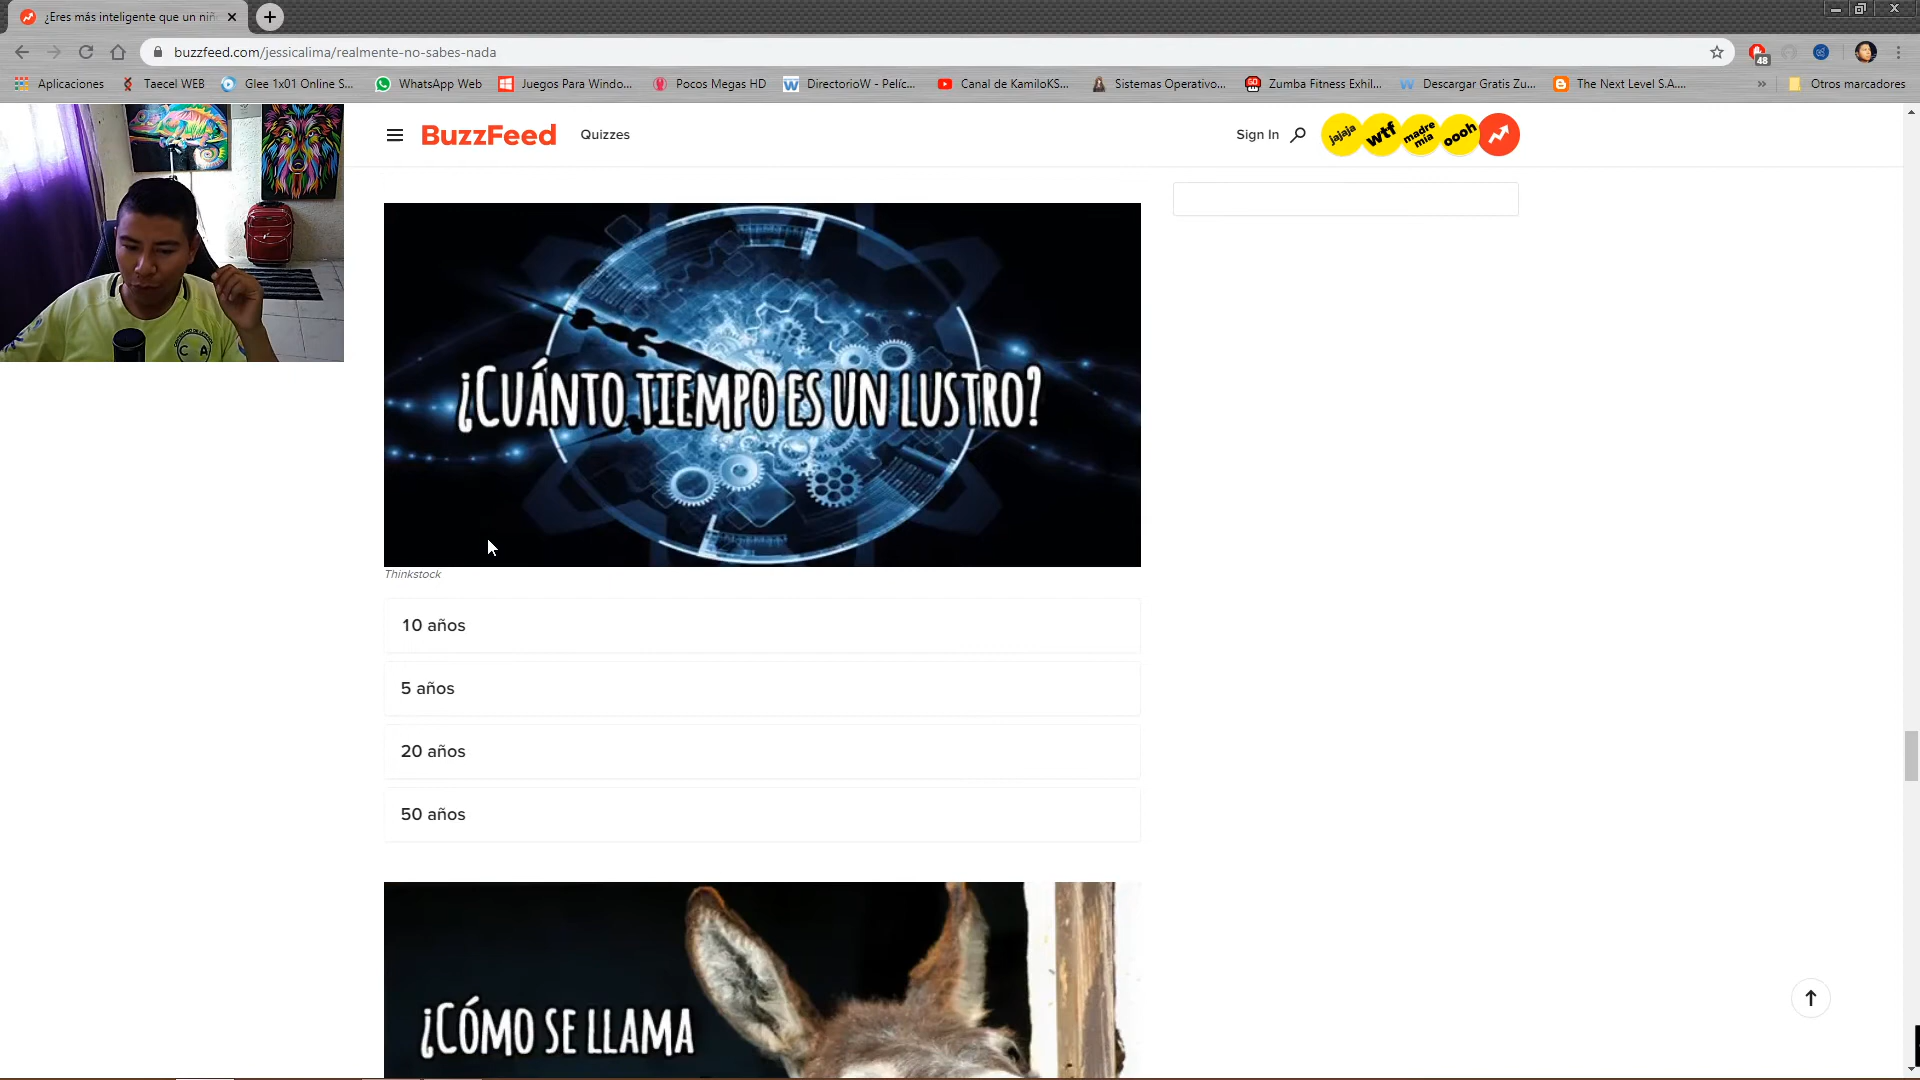 ¿Eres más inteligente que un niñ
buzzfeed.com/jessicalima/realmente-no-sabes-nada
48
Aplicaciones
Taecel WEB
Glee 1x01 Online S...
WhatsApp Web
Juegos Para Windo...
Pocos Megas HD
DirectorioW - Pelíc...
Canal de KamiloKS...
Sistemas Operativo...
Zumba Fitness Exhil...
Descargar Gratis Zu...
The Next Level S.A....
»
Otros marcadores
BuzzFeed
Quizzes
Sign In
jajaja
wtf
madre
mía
oooh
C A
¿CUÁNTO TIEMPO ES UN LUSTRO?
Thinkstock
10 años
5 años
20 años
50 años
¿CÓMO SE LLAMA